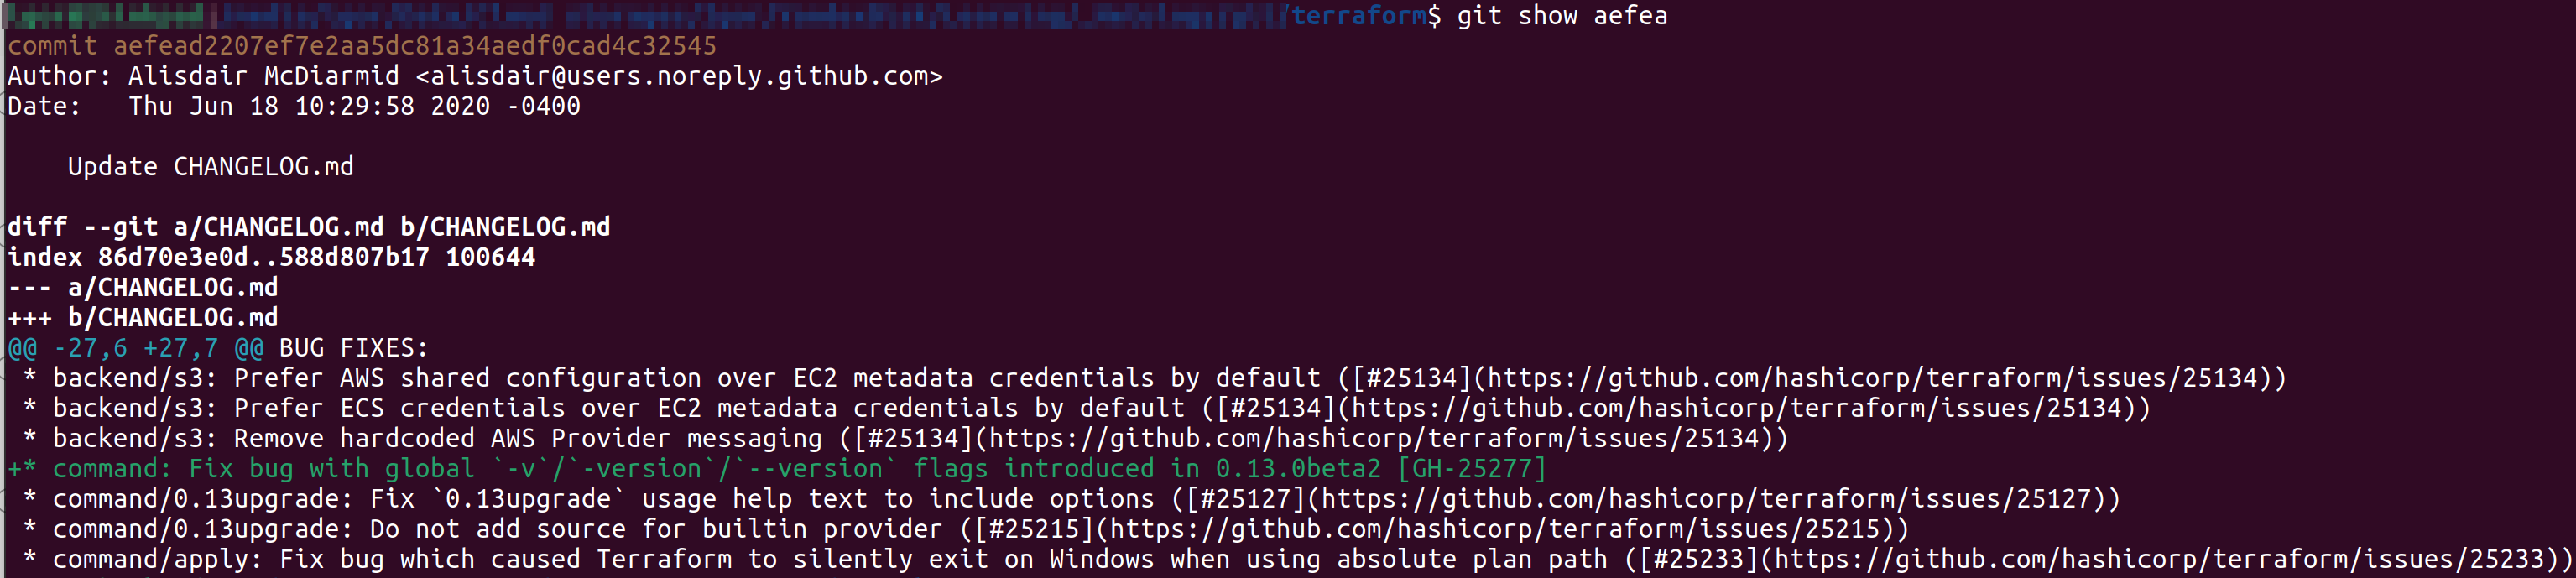 /terraform$ git show aefea
commit aefead2207ef7e2aa5dc81a34aedf0cad4c32545
Author: Alisdair McDiarmid <alisdair@users.noreply.github.com>
Date:   Thu Jun 18 10:29:58 2020 -0400
    Update CHANGELOG.md
diff --git a/CHANGELOG.md b/CHANGELOG.md
index 86d70e3e0d..588d807b17 100644
--- a/CHANGELOG.md
+++ b/CHANGELOG.md
@@ -27,6 +27,7 @@ BUG FIXES:
 * backend/s3: Prefer AWS shared configuration over EC2 metadata credentials by default ([#25134](https://github.com/hashicorp/terraform/issues/25134))
 * backend/s3: Prefer ECS credentials over EC2 metadata credentials by default ([#25134](https://github.com/hashicorp/terraform/issues/25134))
 * backend/s3: Remove hardcoded AWS Provider messaging ([#25134](https://github.com/hashicorp/terraform/issues/25134))
+* command: Fix bug with global `-v`/`-version`/`--version` flags introduced in 0.13.0beta2 [GH-25277]
 * command/0.13upgrade: Fix `0.13upgrade` usage help text to include options ([#25127](https://github.com/hashicorp/terraform/issues/25127))
 * command/0.13upgrade: Do not add source for builtin provider ([#25215](https://github.com/hashicorp/terraform/issues/25215))
 * command/apply: Fix bug which caused Terraform to silently exit on Windows when using absolute plan path ([#25233](https://github.com/hashicorp/terraform/issues/25233))